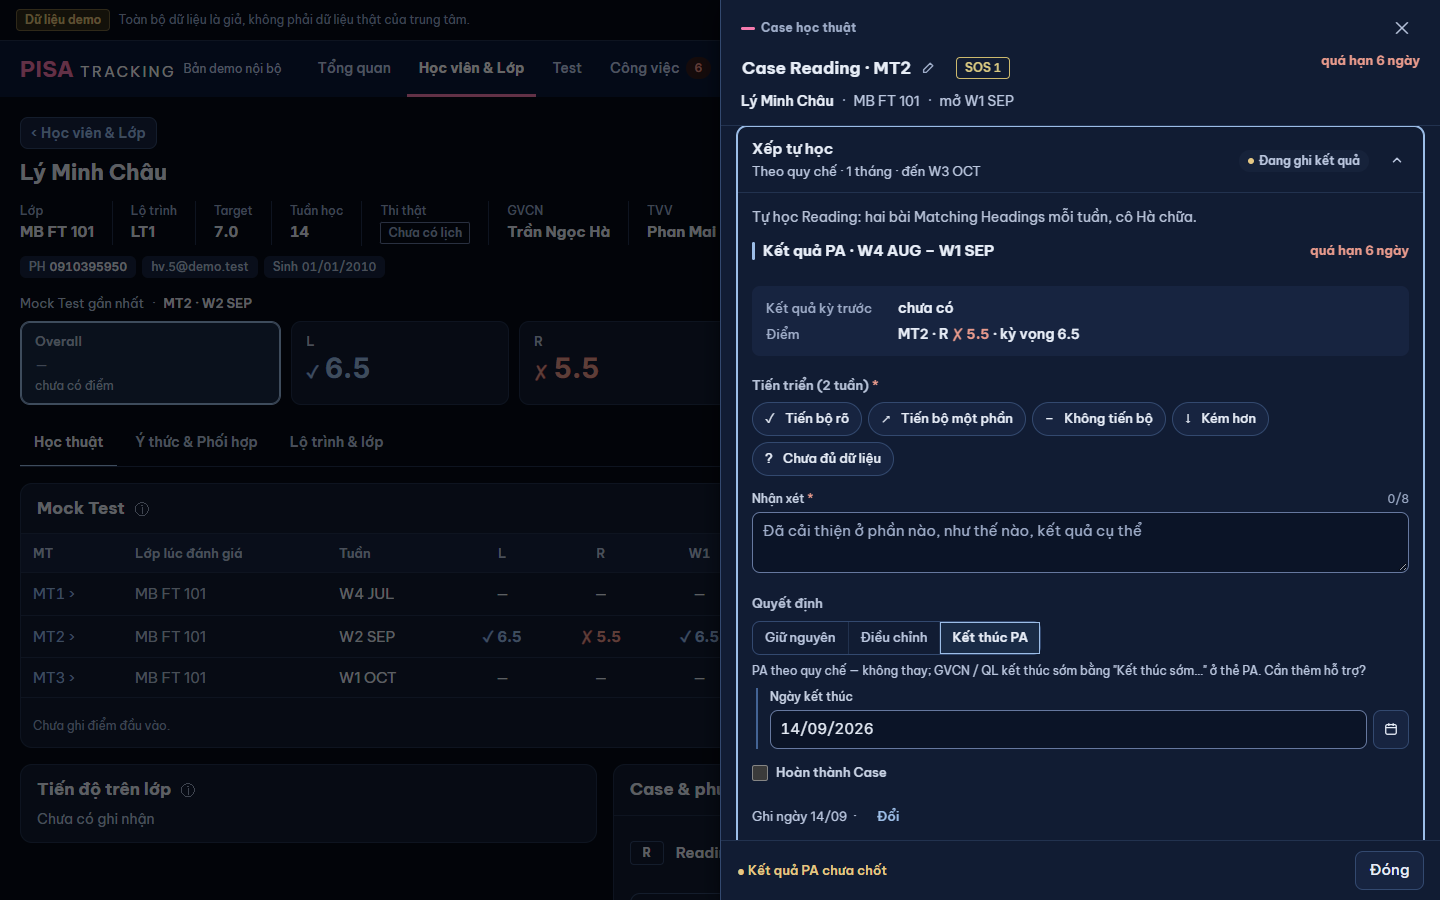 Dữ liệu demo Toàn bộ dữ liệu là giả, không phải dữ liệu thật của trung tâm.
PISA TRACKING Bản demo nội bộ Tổng quan Học viên & Lớp Test Công việc 6
‹ Học viên & Lớp
Lý Minh Châu
Lớp Lộ trình Target Tuần học Thi thật GVCN TVV
MB FT 101 LT1 7.0 14 Chưa có lịch Trần Ngọc Hà Phan Mai
PH 0910395950 hv.5@demo.test Sinh 01/01/2010
Mock Test gần nhất · MT2 · W2 SEP
Overall L R
– ✓ 6.5 ✗ 5.5
chưa có điểm
Học thuật Ý thức & Phối hợp Lộ trình & lớp
Mock Test ⓘ
MT Lớp lúc đánh giá Tuần L R W1
MT1 › MB FT 101 W4 JUL – – –
MT2 › MB FT 101 W2 SEP ✓ 6.5 ✗ 5.5 ✓ 6.5
MT3 › MB FT 101 W1 OCT – – –
Chưa ghi điểm đầu vào.
Tiến độ trên lớp ⓘ
Chưa có ghi nhận
Case &
R
Case học thuật
Case Reading · MT2 SOS 1 quá hạn 6 ngày
Lý Minh Châu · MB FT 101 · mở W1 SEP
Xếp tự học
Theo quy chế · 1 tháng · đến W3 OCT
Đang ghi kết quả
Tự học Reading: hai bài Matching Headings mỗi tuần, cô Hà chữa.
Kết quả PA · W4 AUG – W1 SEP quá hạn 6 ngày
Kết quả kỳ trước chưa có
Điểm MT2 · R ✗ 5.5 · kỳ vọng 6.5
Tiến triển (2 tuần) *
✓ Tiến bộ rõ ↗ Tiến bộ một phần – Không tiến bộ ↓ Kém hơn
? Chưa đủ dữ liệu
Nhận xét * 0/8
Đã cải thiện ở phần nào, như thế nào, kết quả cụ thể
Quyết định
Giữ nguyên Điều chỉnh Kết thúc PA
PA theo quy chế — không thay; GVCN / QL kết thúc sớm bằng "Kết thúc sớm..." ở thẻ PA. Cần thêm hỗ trợ?
Ngày kết thúc
14/09/2026
Hoàn thành Case
Ghi ngày 14/09 · Đổi
Kết quả PA chưa chốt
Đóng